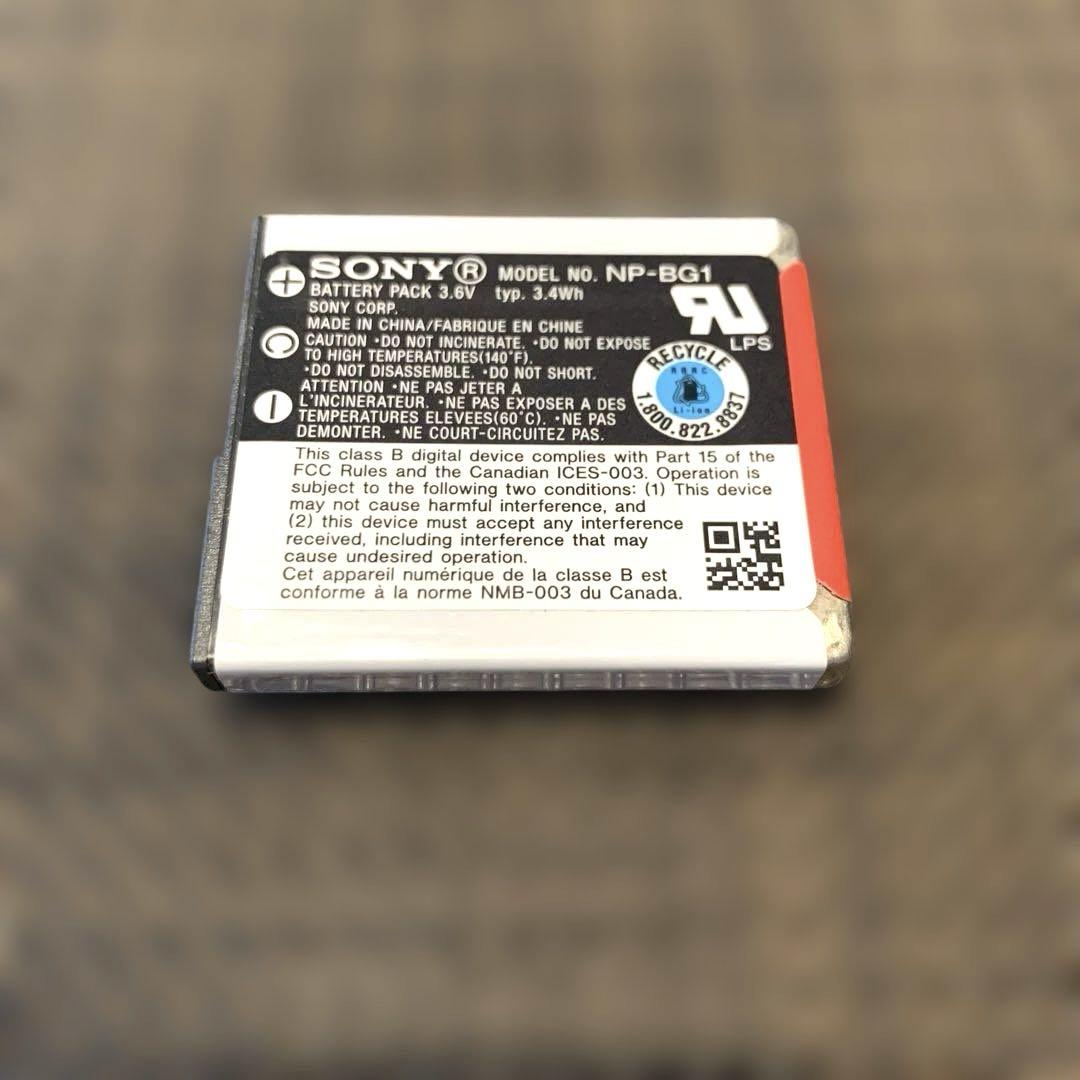 SONY® MODEL NO. NP-BG1
BATTERY PACK 3.6V typ. 3.4Wh
SONY CORP.
MADE IN CHINA/FABRIQUE EN CHINE
CAUTION •DO NOT INCINERATE. •DO NOT EXPOSE
TO HIGH TEMPERATURES(140°F).
•DO NOT DISASSEMBLE. •DO NOT SHORT.
ATTENTION •NE PAS JETER A
L'INCINERATEUR. •NE PAS EXPOSER A DES
TEMPERATURES ELEVEES(60°C). •NE PAS
DEMONTER. •NE COURT-CIRCUITEZ PAS.
LPS
RECYCLE
RBRC
Li-ion
1.800.822.8837
This class B digital device complies with Part 15 of the
FCC Rules and the Canadian ICES-003. Operation is
subject to the following two conditions: (1) This device
may not cause harmful interference, and
(2) this device must accept any interference
received, including interference that may
cause undesired operation.
Cet appareil numérique de la classe B est
conforme à la norme NMB-003 du Canada.